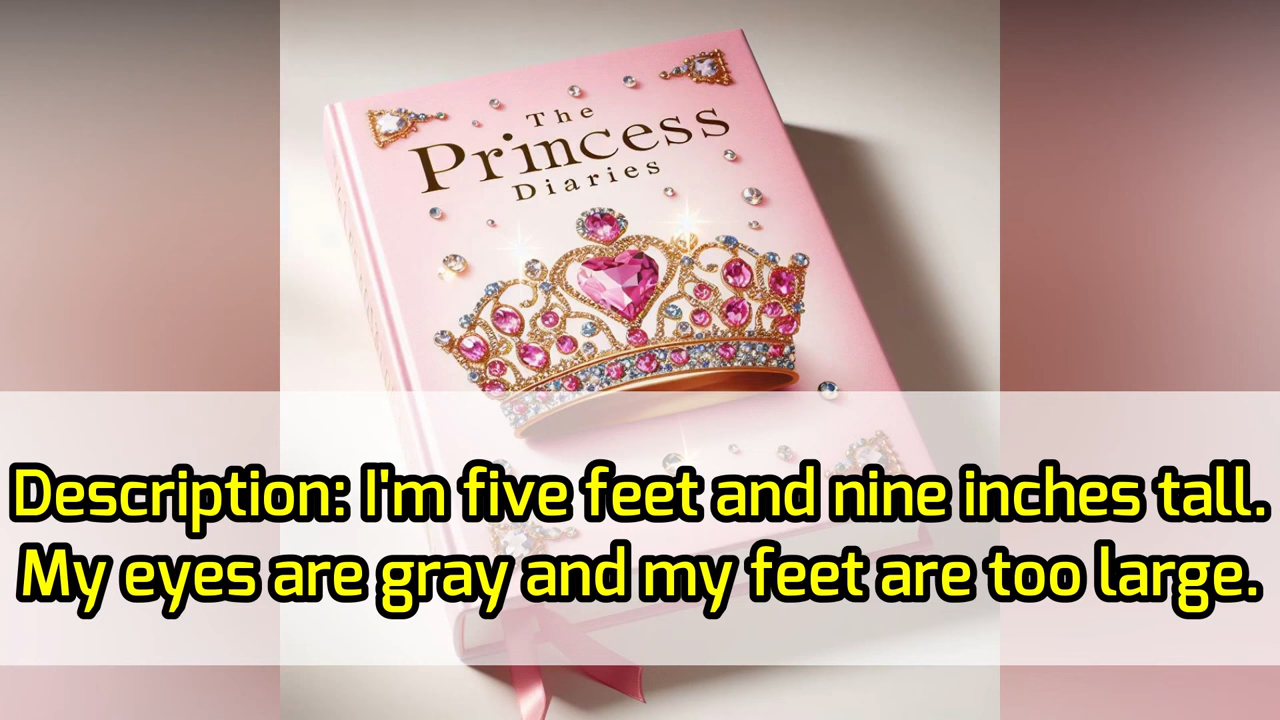 The
Princess
Diaries
Description: I'm five feet and nine inches tall.
My eyes are gray and my feet are too large.